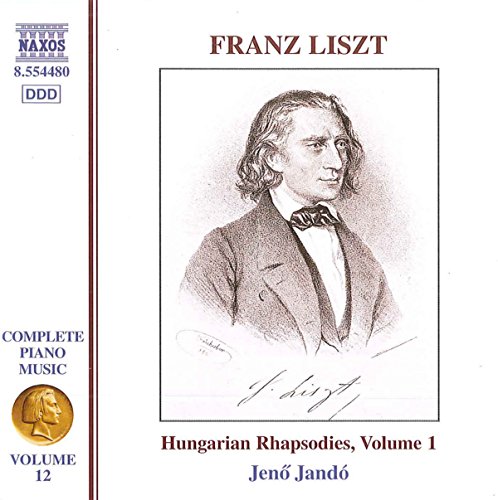 NAXOS
8.554480
DDD
FRANZ LISZT
COMPLETE
PIANO
MUSIC
VOLUME
12
F. Liszt
Hungarian Rhapsodies, Volume 1
Jenő Jandó